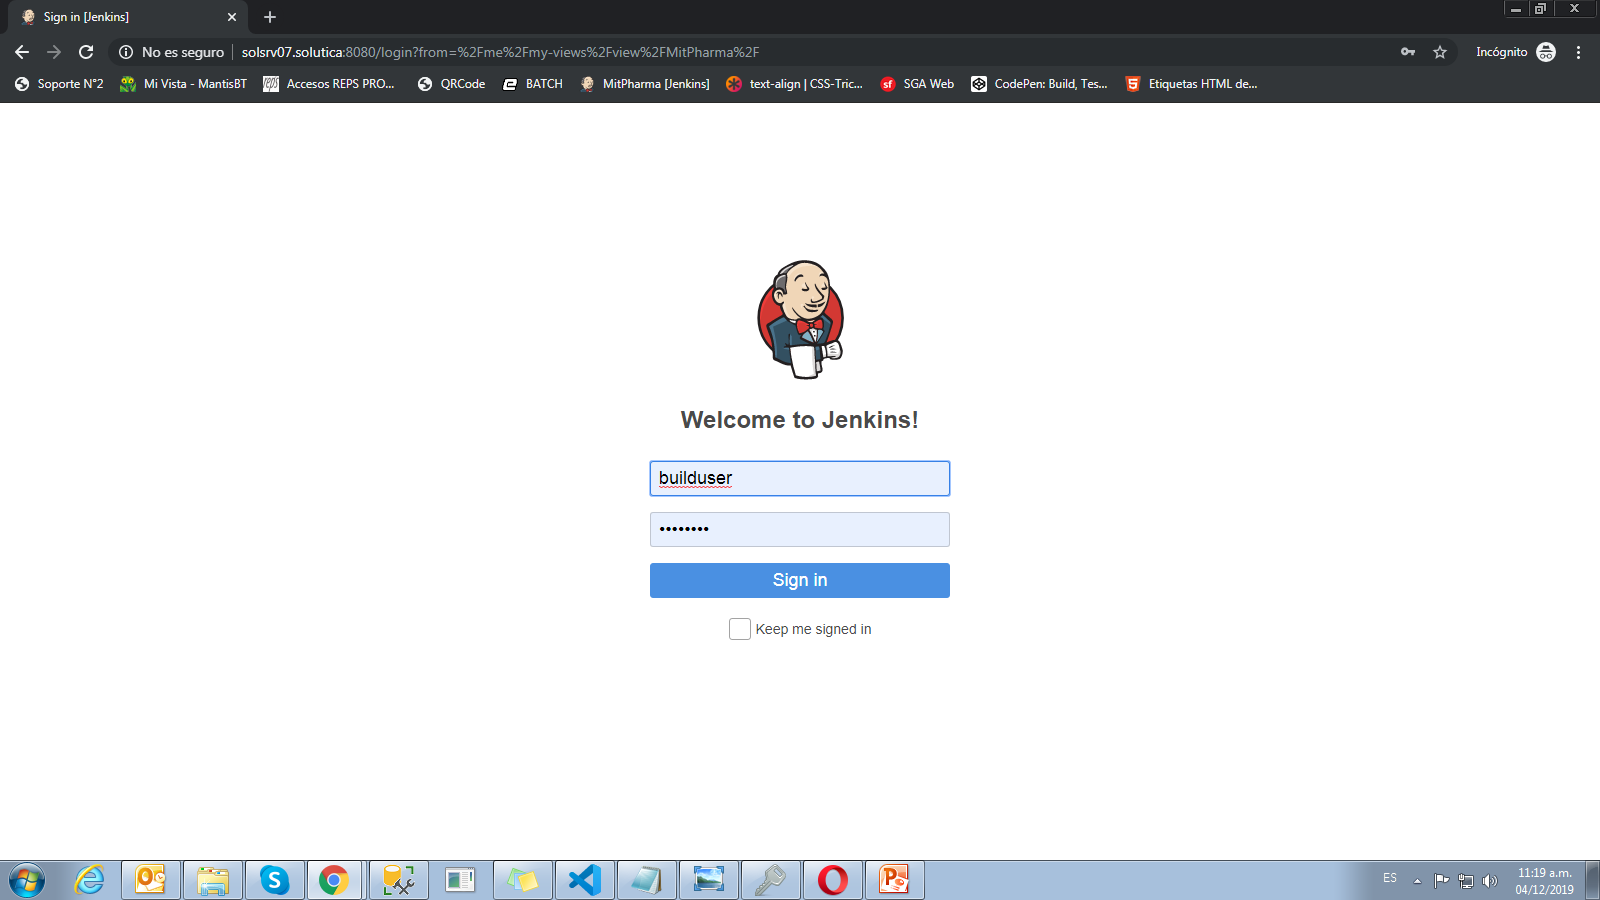 Sign in [Jenkins]
No es seguro
solsrv07.solutica:8080/login?from=%2Fme%2Fmy-views%2Fview%2FMitPharma%2F
Incógnito
Soporte N°2
Mi Vista - MantisBT
reps
Accesos REPS PRO...
QRCode
BATCH
MitPharma [Jenkins]
text-align | CSS-Tric...
sf
SGA Web
CodePen: Build, Tes...
Etiquetas HTML de...
Welcome to Jenkins!
builduser
••••••••
Sign in
Keep me signed in
ES
11:19 a.m.
04/12/2019